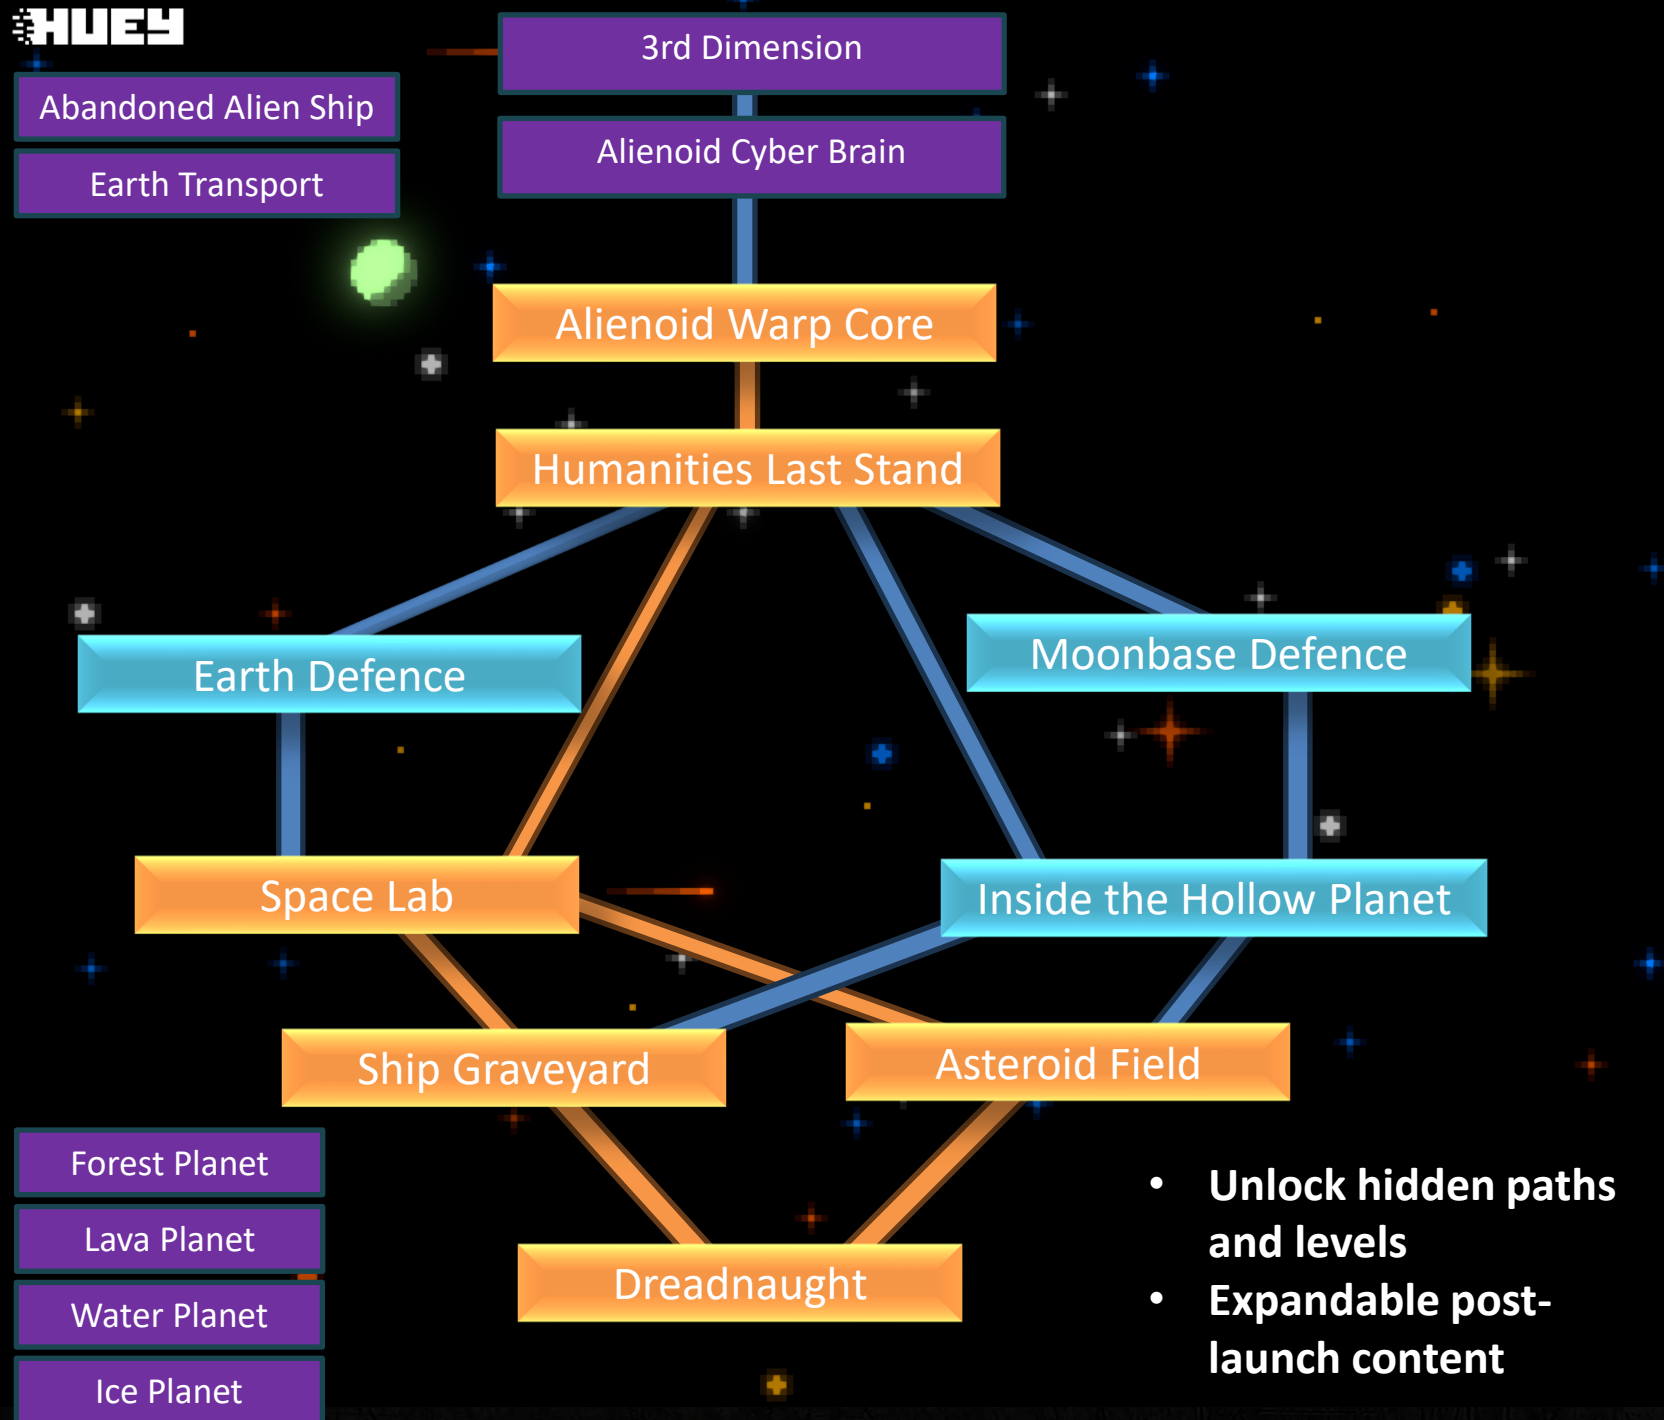 HUEY
3rd Dimension
Abandoned Alien Ship
Alienoid Cyber Brain
Earth Transport
Alienoid Warp Core
Humanities Last Stand
Earth Defence
Moonbase Defence
Space Lab
Inside the Hollow Planet
Ship Graveyard
Asteroid Field
Forest Planet
Lava Planet
Water Planet
Ice Planet
Dreadnaught
• Unlock hidden paths
and levels
• Expandable post-
launch content